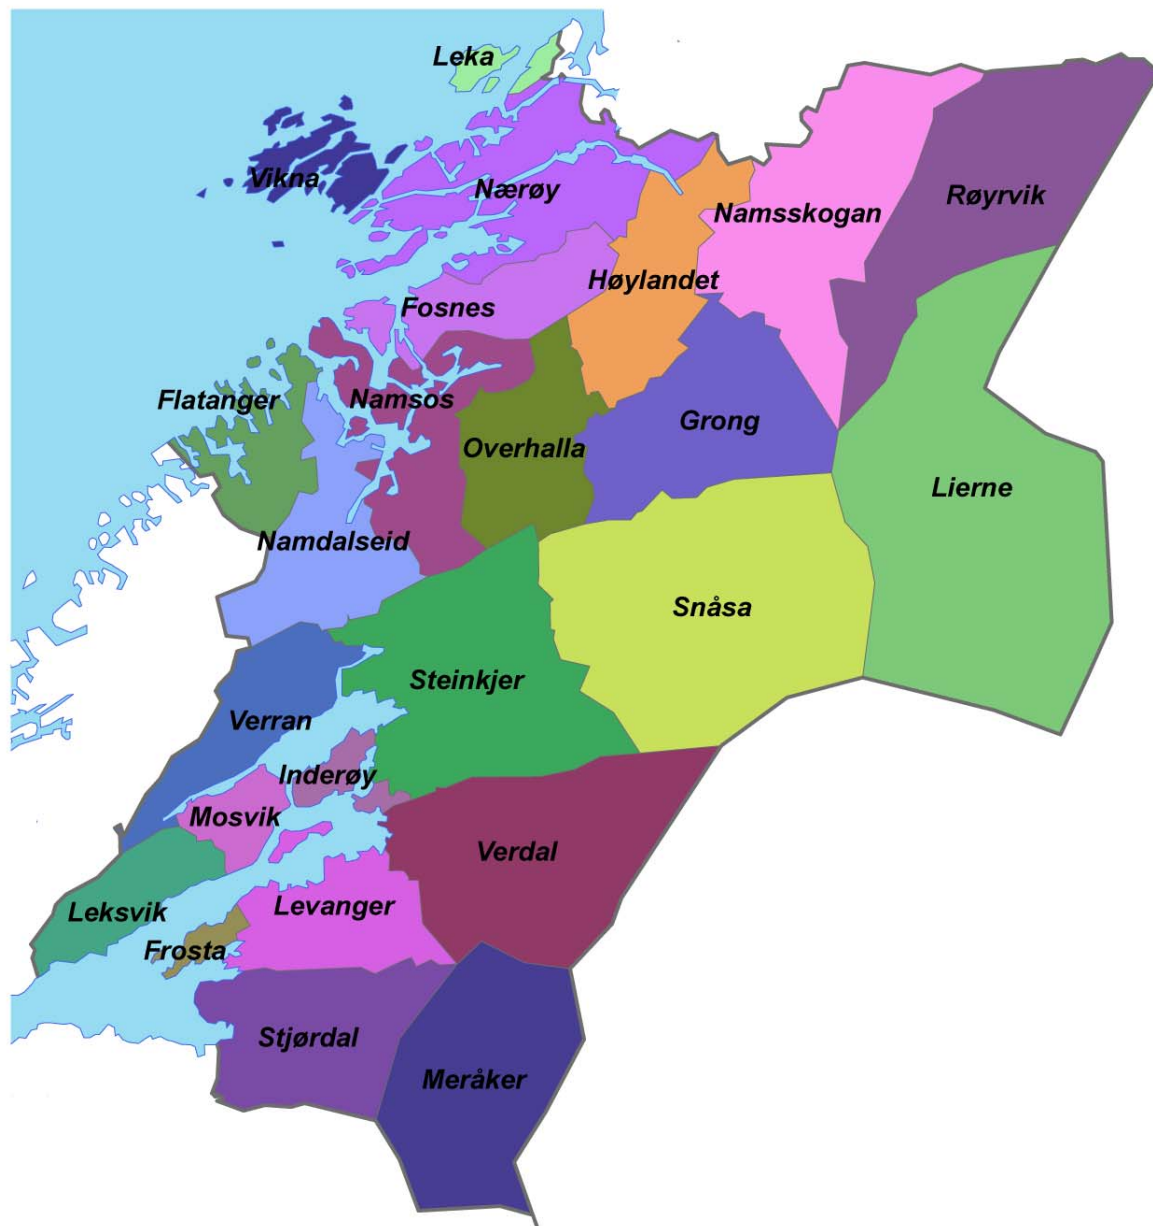 Leka
Vikna
Nærøy
Namsskogan
Røyrvik
Høylandet
Fosnes
Flatanger
Namsos
Grong
Overhalla
Lierne
Namdalseid
Snåsa
Steinkjer
Verran
Inderøy
Mosvik
Verdal
Leksvik
Levanger
Frosta
Stjørdal
Meråker